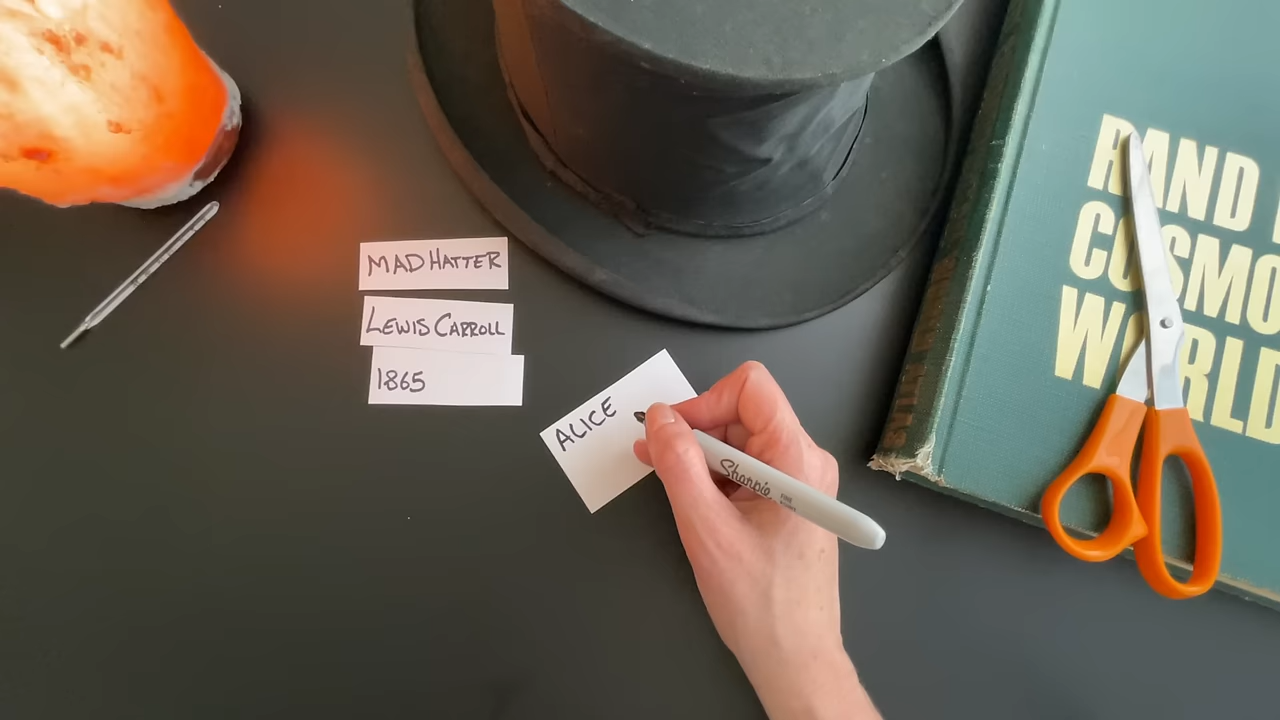 MAD HATTER
LEWIS CARROLL
1865
ALICE
Sharpie
RAND
COSMO
WORLD